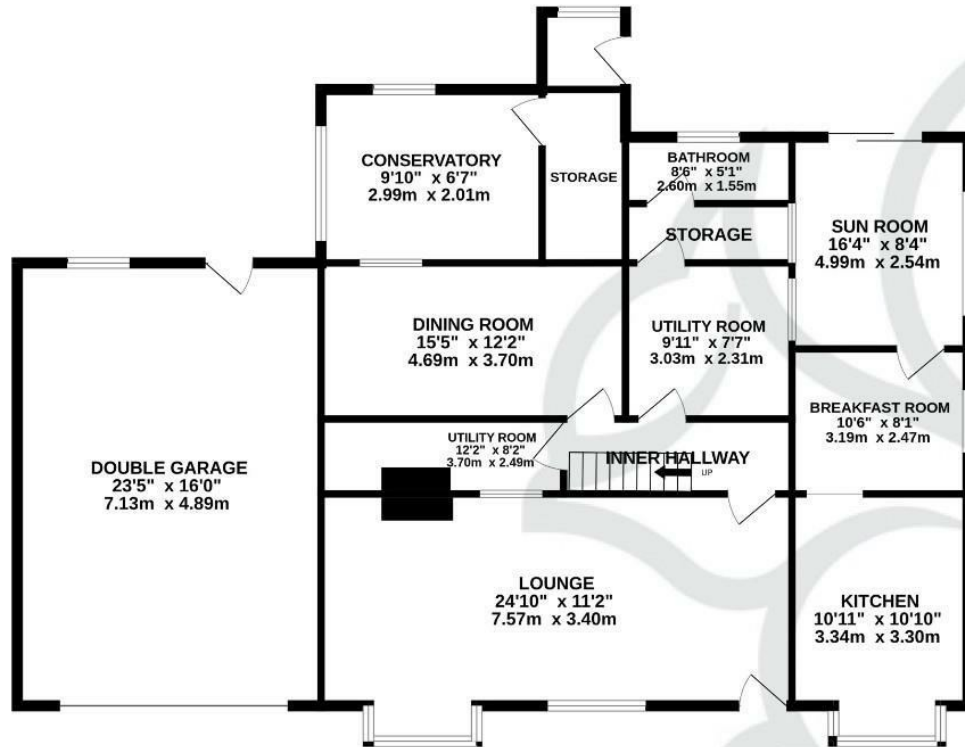 CONSERVATORY
9'10" x 6'7"
2.99m x 2.01m
STORAGE
BATHROOM
8'6" x 5'1"
2.60m x 1.55m
STORAGE
SUN ROOM
16'4" x 8'4"
4.99m x 2.54m
DINING ROOM
15'5" x 12'2"
4.69m x 3.70m
UTILITY ROOM
9'11" x 7'7"
3.03m x 2.31m
BREAKFAST ROOM
10'6" x 8'1"
3.19m x 2.47m
UTILITY ROOM
12'2" x 8'2"
3.70m x 2.49m
INNER HALLWAY
UP
DOUBLE GARAGE
23'5" x 16'0"
7.13m x 4.89m
LOUNGE
24'10" x 11'2"
7.57m x 3.40m
KITCHEN
10'11" x 10'10"
3.34m x 3.30m